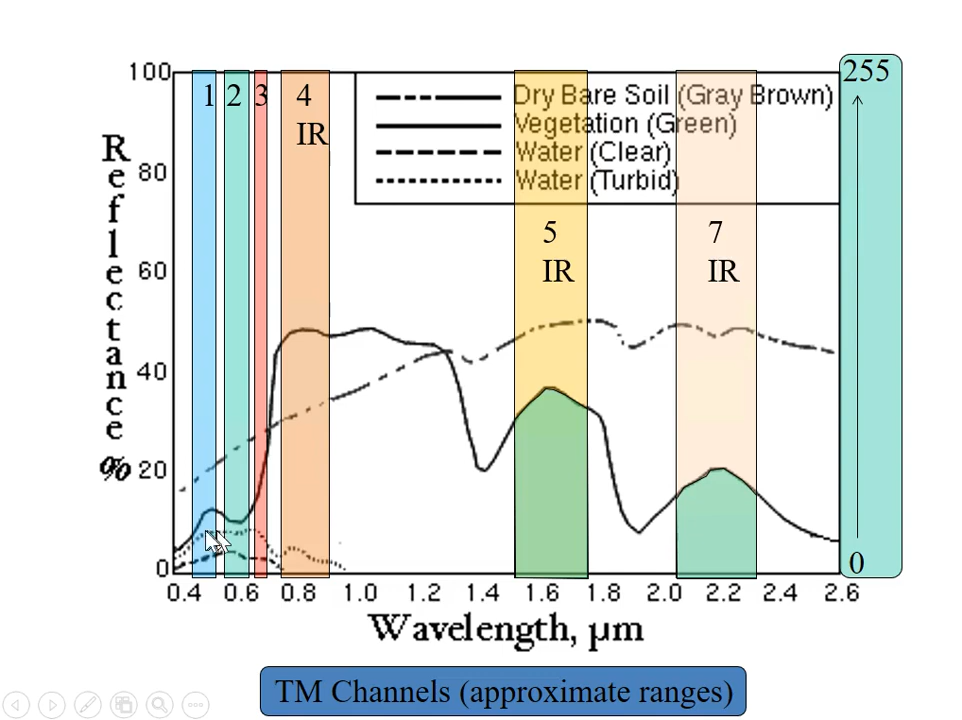 100
80
60
40
20
0
Reflectance %
1 2 3 4
IR
Dry Bare Soil (Gray Brown)
Vegetation (Green)
Water (Clear)
Water (Turbid)
5
IR
7
IR
255
0
0.4 0.6 0.8 1.0 1.2 1.4 1.6 1.8 2.0 2.2 2.4 2.6
Wavelength, µm
TM Channels (approximate ranges)